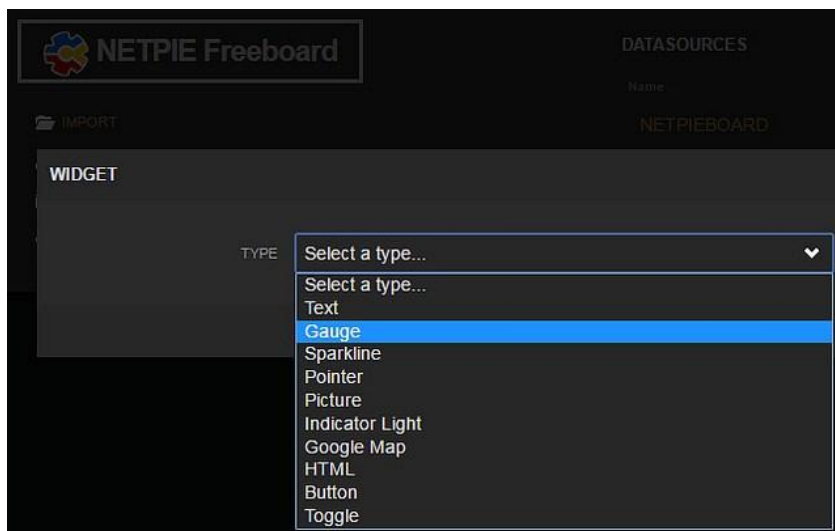 NETPIE Freeboard
DATASOURCES
Name
IMPORT
NETPIEBOARD
WIDGET
TYPE
Select a type...
Select a type...
Text
Gauge
Sparkline
Pointer
Picture
Indicator Light
Google Map
HTML
Button
Toggle